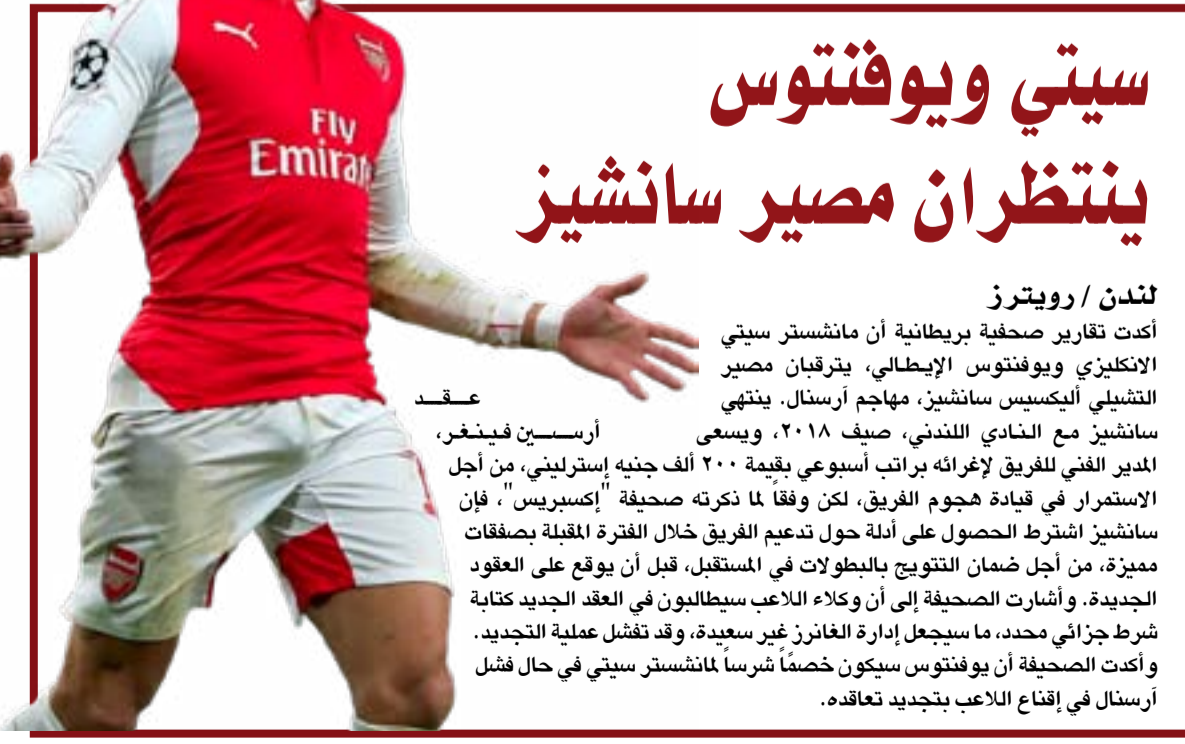 سيتي ويوفنتوس
ينتظران مصير سانشيز
لندن / رويترز
أكدت تقارير صحفية بريطانية أن مانشستر سيتي
الانكليزي ويوفنتوس الإيطالي، يترقبان مصير
التشيلي أليكسيس سانشيز، مهاجم آرسنال. ينتهي عـــقــد
سانشيز مع النادي اللندني، صيف ٢٠١٨، ويسعى أرســـين فـينـغـر،
المدير الفني للفريق لإغرائه براتب أسبوعي بقيمة ٢٠٠ ألف جنيه إسترليني، من أجل
الاستمرار في قيادة هجوم الفريق، لكن وفقاً لما ذكرته صحيفة "إكسبريس"، فإن
سانشيز اشترط الحصول على أدلة حول تدعيم الفريق خلال الفترة المقبلة بصفقات
مميزة، من أجل ضمان التتويج بالبطولات في المستقبل، قبل أن يوقع على العقود
الجديدة. وأشارت الصحيفة إلى أن وكلاء اللاعب سيطالبون في العقد الجديد كتابة
شرط جزائي محدد، ما سيجعل إدارة الغانرز غير سعيدة، وقد تفشل عملية التجديد.
وأكدت الصحيفة أن يوفنتوس سيكون خصمًاً شرساً لمانشستر سيتي في حال فشل
آرسنال في إقناع اللاعب بتجديد تعاقده.
Fly
Emirat